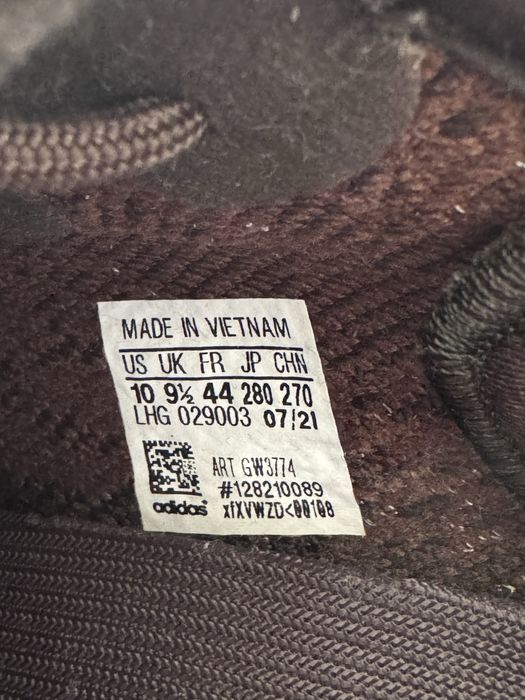 MADE IN VIETNAM
US UK FR JP CHN
10 9½ 44 280 270
LHG 029003 07/21
ART GW3774
#128210089
adidas xfXVWZD<00108